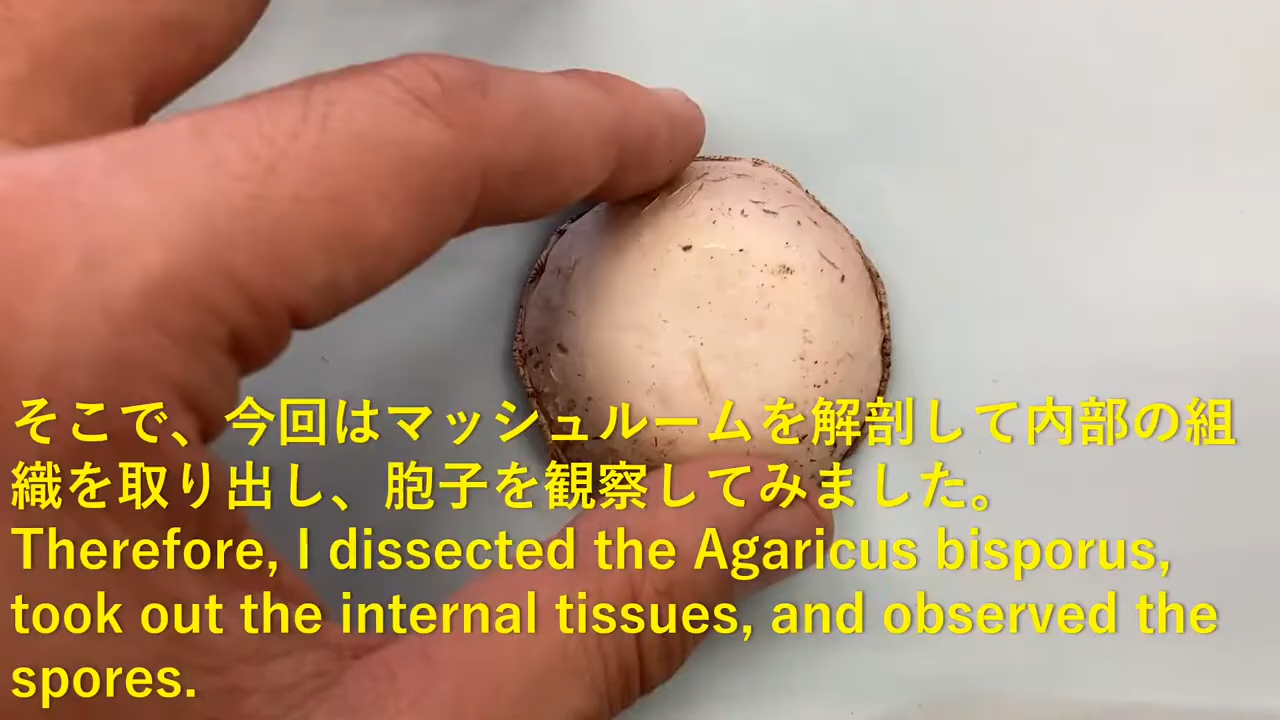 そこで、今回はマッシュルームを解剖して内部の組
織を取り出し、胞子を観察してみました。
Therefore, I dissected the Agaricus bisporus,
took out the internal tissues, and observed the
spores.